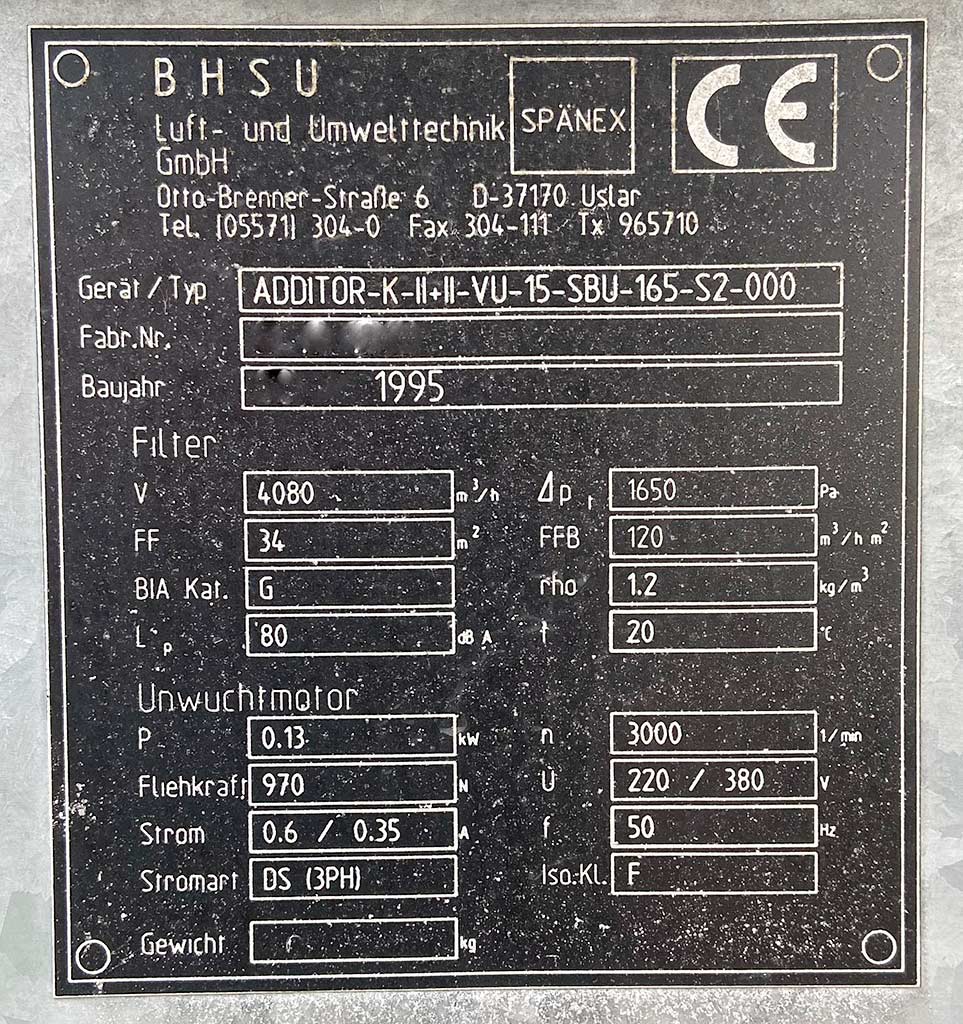 BHSU
Luft- und Umwelttechnik
GmbH
SPÄNEX
CE
Otto-Brenner-Straße 6 D-37170 Uslar
Tel. (05571) 304-0 Fax 304-111 Tx 965710
Gerät / Typ ADDITOR-K-II+II-VU-15-SBU-165-S2-000
Fabr.Nr.
Baujahr 1995
Filter
V 4080 m³/h Δp 1650 Pa
FF 34 m² FFB 120 m³/h m²
BIA Kat. G rho 1.2 kg/m³
Lp 80 dB A t 20 °C
Unwuchtmotor
P 0.13 kW n 3000 1/min
Fliehkraft 970 N U 220 / 380 V
Strom 0.6 / 0.35 A f 50 Hz
Stromart DS (3PH) Iso.-Kl. F
Gewicht kg